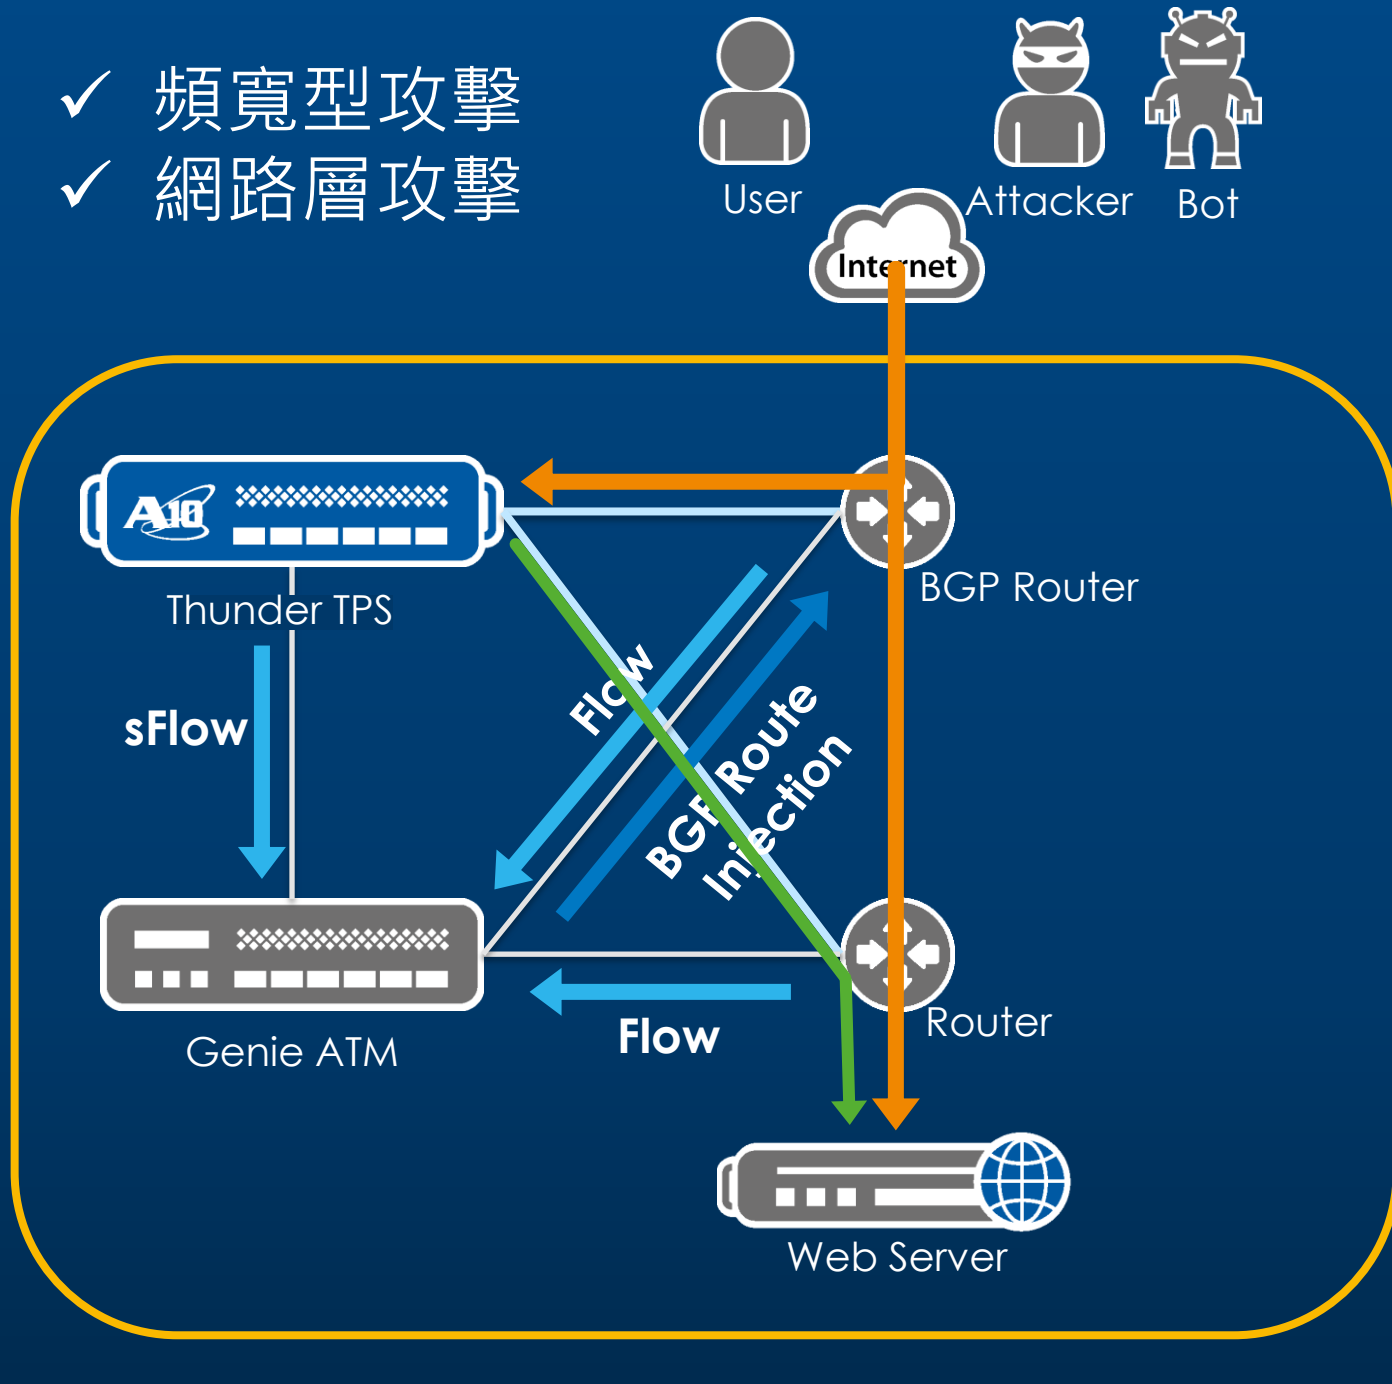 頻寬型攻擊
網路層攻擊
User
Attacker
Bot
Internet
A10
Thunder TPS
BGP Router
sFlow
Flow
BGP Route
Injection
Genie ATM
Flow
Router
Web Server